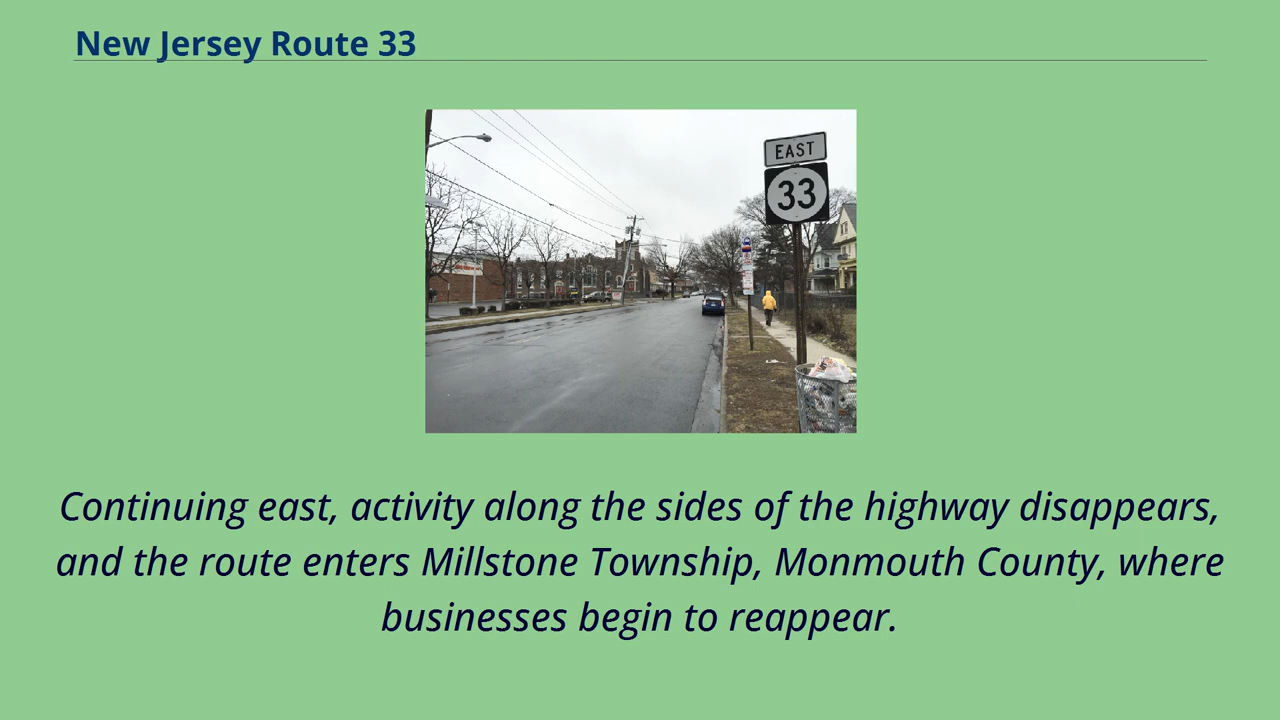 New Jersey Route 33
EAST
33
Continuing east, activity along the sides of the highway disappears,
and the route enters Millstone Township, Monmouth County, where
businesses begin to reappear.